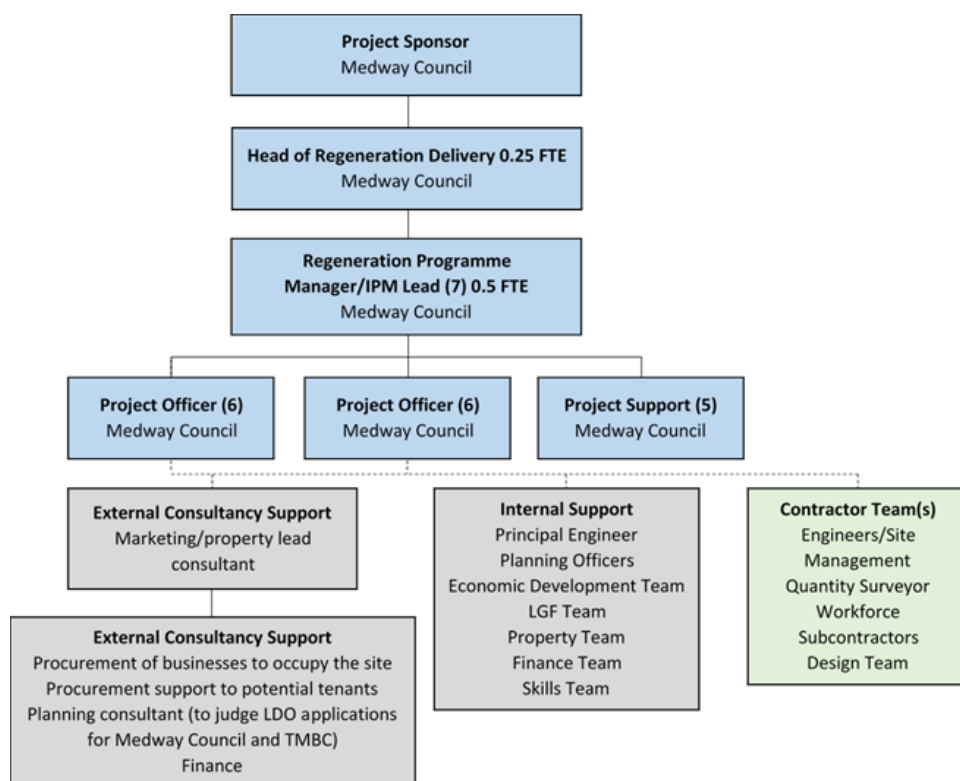 Project Sponsor
Medway Council
Head of Regeneration Delivery 0.25 FTE
Medway Council
Regeneration Programme
Manager/IPM Lead (7) 0.5 FTE
Medway Council
Project Officer (6)
Medway Council
Project Officer (6)
Medway Council
Project Support (5)
Medway Council
External Consultancy Support
Marketing/property lead
consultant
External Consultancy Support
Procurement of businesses to occupy the site
Procurement support to potential tenants
Planning consultant (to judge LDO applications
for Medway Council and TMBC)
Finance
Internal Support
Principal Engineer
Planning Officers
Economic Development Team
LGF Team
Property Team
Finance Team
Skills Team
Contractor Team(s)
Engineers/Site
Management
Quantity Surveyor
Workforce
Subcontractors
Design Team